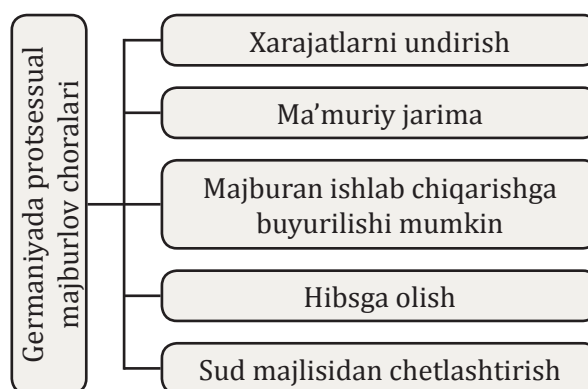 Germaniyada protsessual
majburlov choralari
Xarajatlarni undirish
Ma’muriy jarima
Majburan ishlab chiqarishga
buyurilishi mumkin
Hibsga olish
Sud majlisidan chetlashtirish